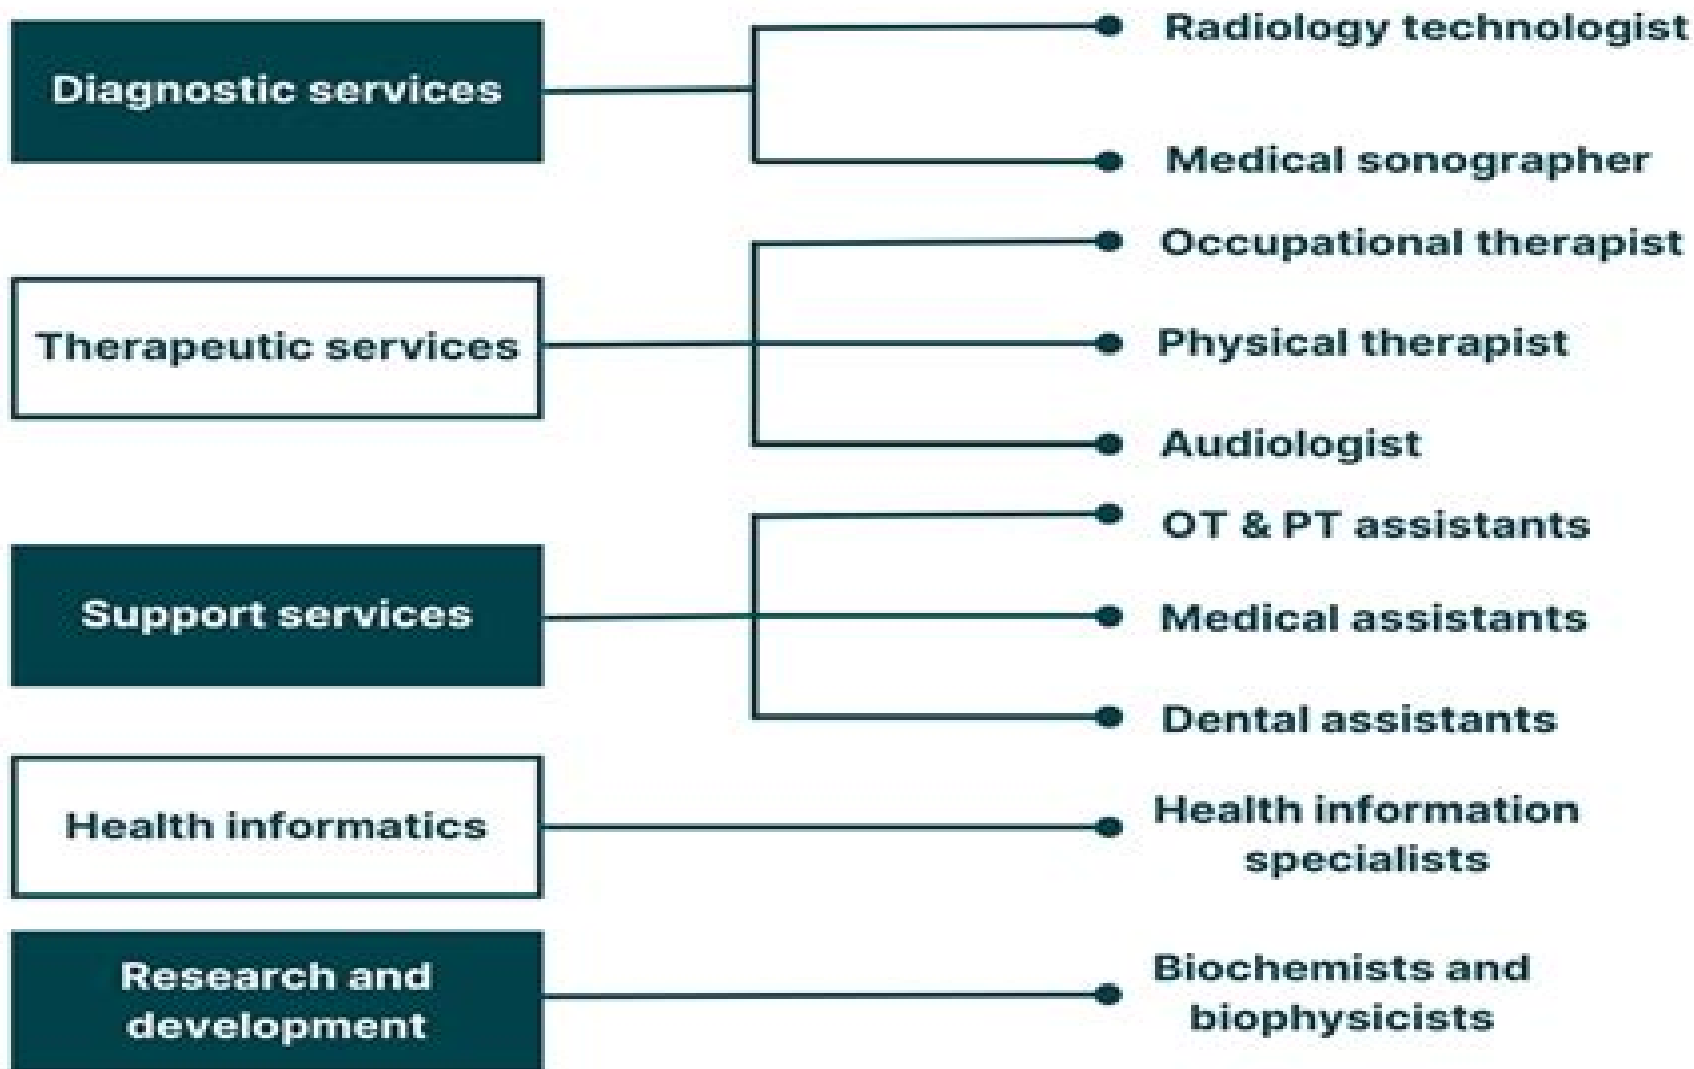 Diagnostic services
Radiology technologist
Medical sonographer
Therapeutic services
Occupational therapist
Physical therapist
Audiologist
Support services
OT & PT assistants
Medical assistants
Dental assistants
Health informatics
Health information
specialists
Research and
development
Biochemists and
biophysicists